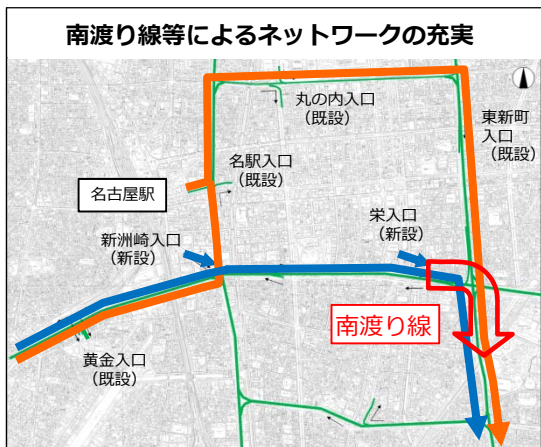 南渡り線等によるネットワークの充実
丸の内入口
(既設)
東新町
入口
(既設)
名駅入口
(既設)
名古屋駅
新洲崎入口
(新設)
栄入口
(新設)
南渡り線
黄金入口
(既設)